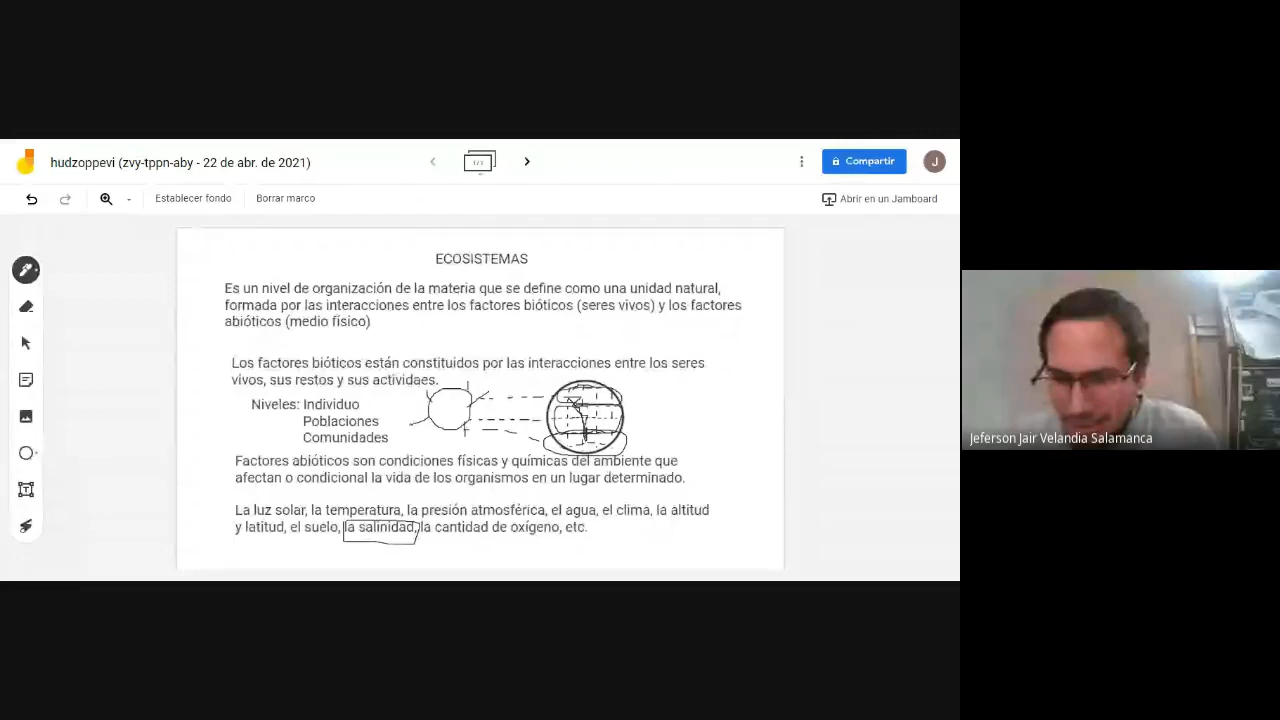 hudzoppevi (zvy-tppn-aby - 22 de abr. de 2021)
Compartir
J
Establecer fondo
Borrar marco
Abrir en un Jamboard
ECOSISTEMAS
Es un nivel de organización de la materia que se define como una unidad natural,
formada por las interacciones entre los factores bióticos (seres vivos) y los factores
abióticos (medio físico)
Los factores bióticos están constituidos por las interacciones entre los seres
vivos, sus restos y sus actividaes.
Niveles: Individuo
Poblaciones
Comunidades
Factores abióticos son condiciones físicas y químicas del ambiente que
afectan o condicional la vida de los organismos en un lugar determinado.
La luz solar, la temperatura, la presión atmosférica, el agua, el clima, la altitud
y latitud, el suelo, la salinidad, la cantidad de oxígeno, etc.
Jeferson Jair Velandia Salamanca